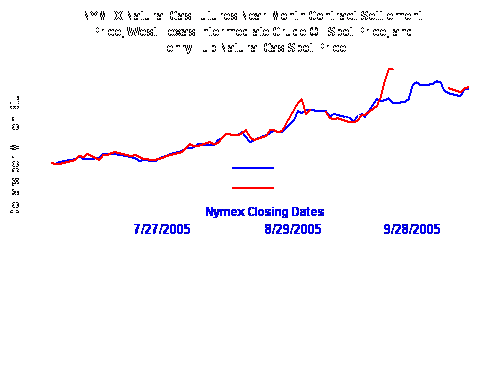 NYMEX Natural Gas Futures Near-Month Contract Settlement
Price, West Texas Intermediate Crude Oil Spot Price, and
Henry Hub Natural Gas Spot Price
Nymex Closing Dates
7/27/2005 8/29/2005 9/28/2005